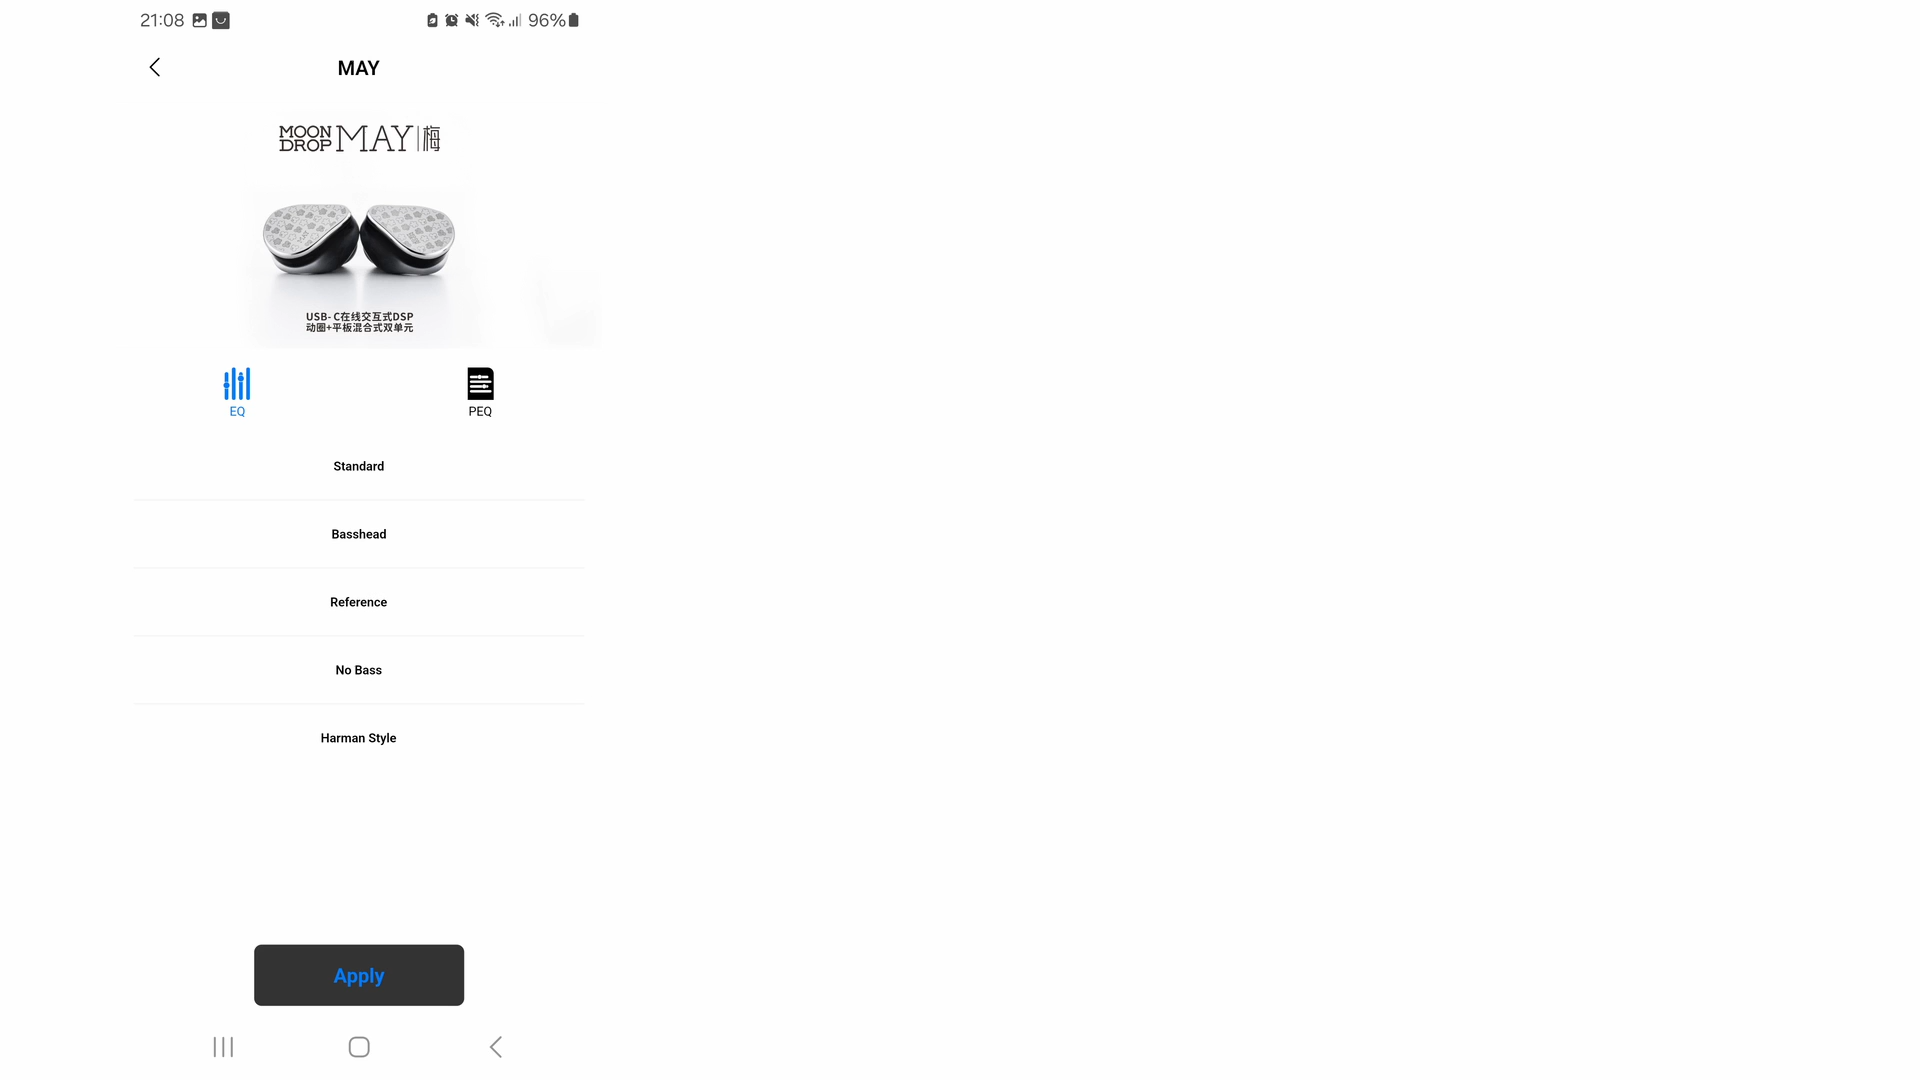 21:08 96%
MAY
MOON DROP MAY|梅
USB-C在线交互式DSP
动圈+平板混合式双单元
EQ PEQ
Standard
Basshead
Reference
No Bass
Harman Style
Apply